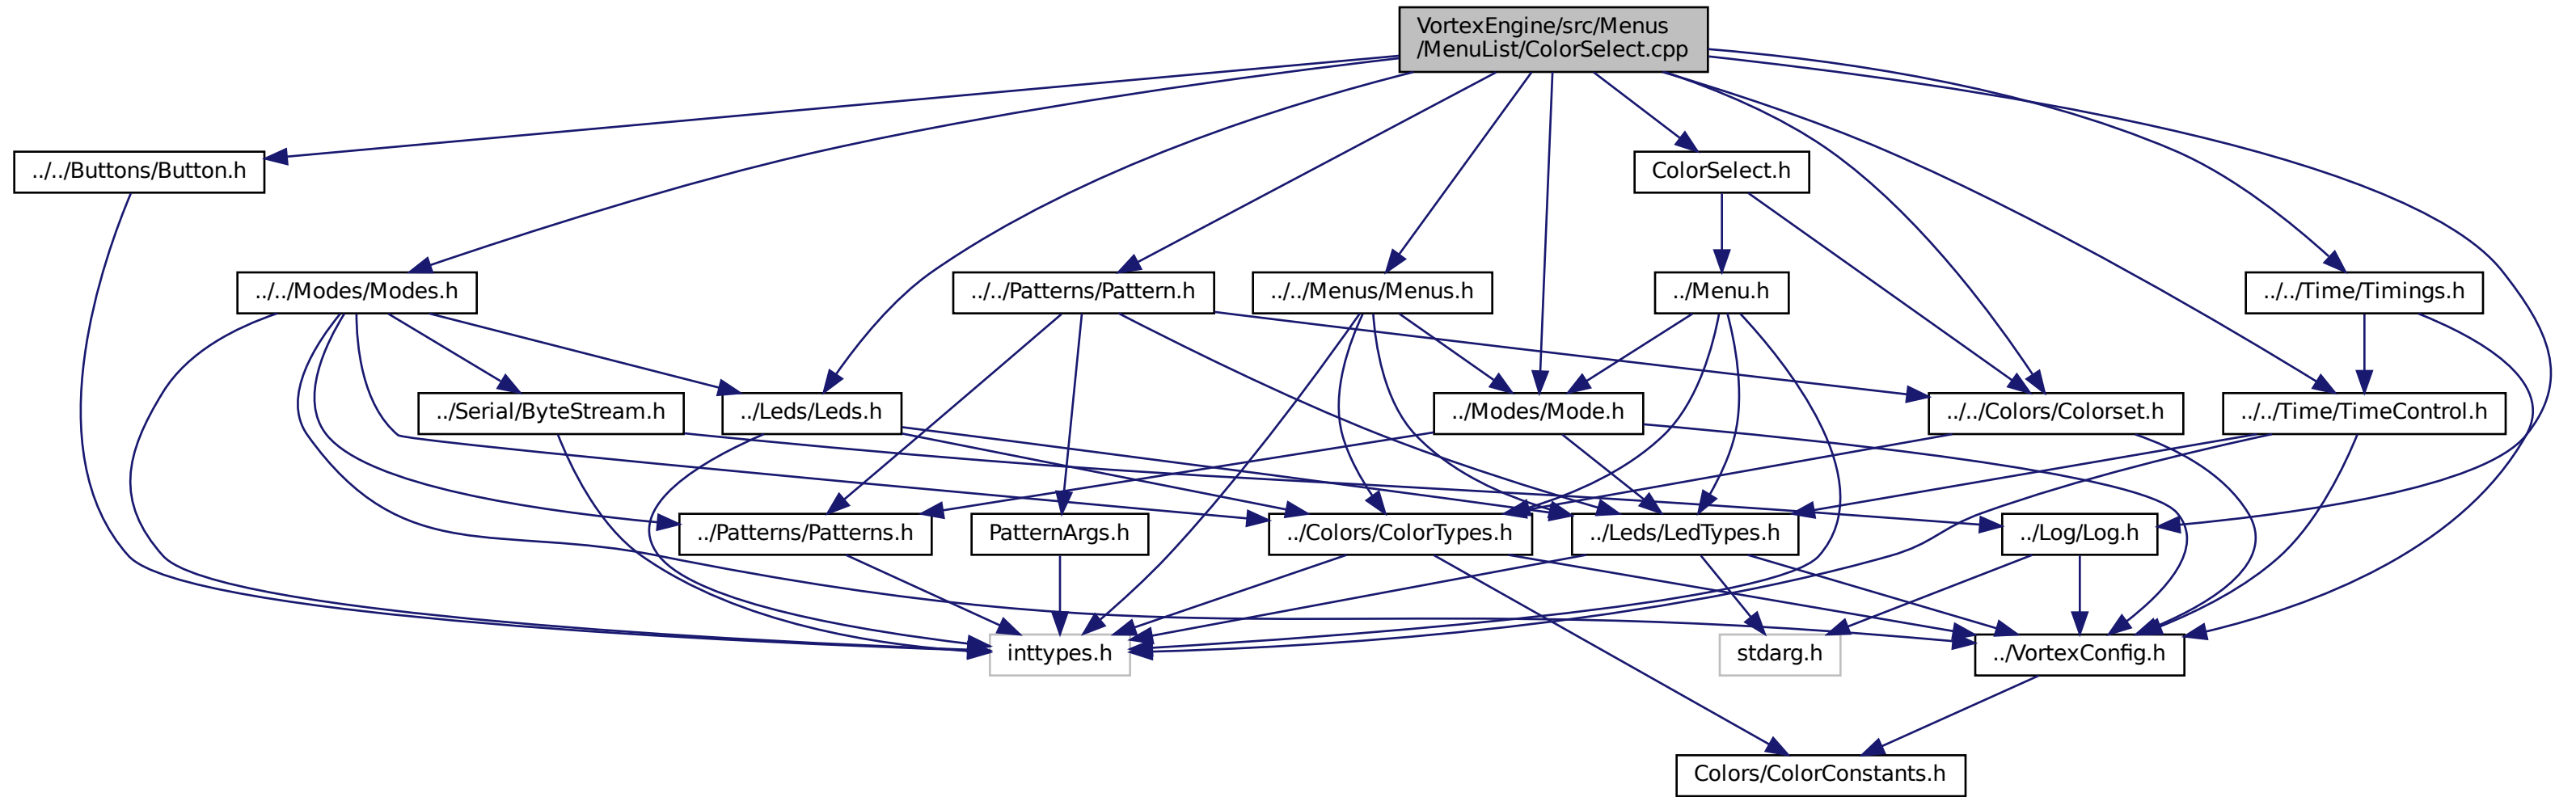 VortexEngine/src/Menus
/MenuList/ColorSelect.cpp
../../Buttons/Button.h
ColorSelect.h
../../Modes/Modes.h
../../Patterns/Pattern.h
../../Menus/Menus.h
../Menu.h
../../Time/Timings.h
../Serial/ByteStream.h
../Leds/Leds.h
../Modes/Mode.h
../../Colors/Colorset.h
../../Time/TimeControl.h
../Patterns/Patterns.h
PatternArgs.h
../Colors/ColorTypes.h
../Leds/LedTypes.h
../Log/Log.h
inttypes.h
stdarg.h
../VortexConfig.h
Colors/ColorConstants.h